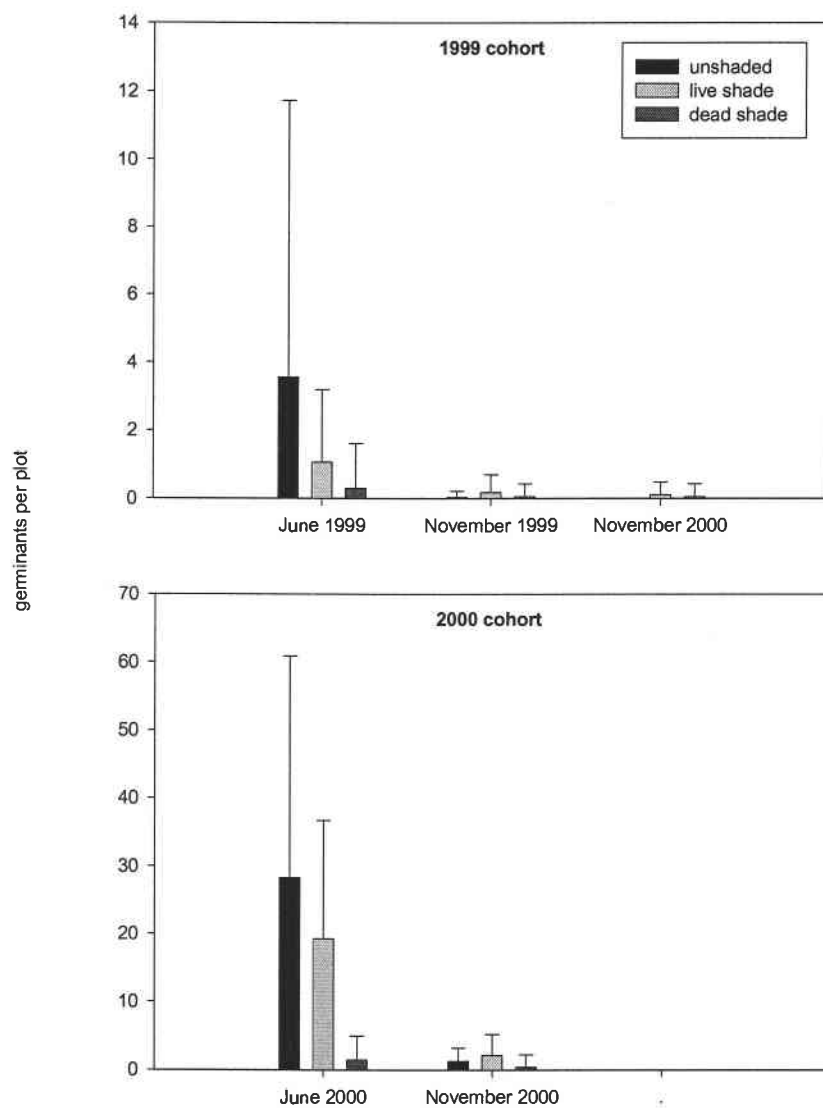 germinants per plot
1999 cohort
unshaded
live shade
dead shade
14
12
10
8
6
4
2
0
June 1999 November 1999 November 2000
2000 cohort
70
60
50
40
30
20
10
0
June 2000 November 2000